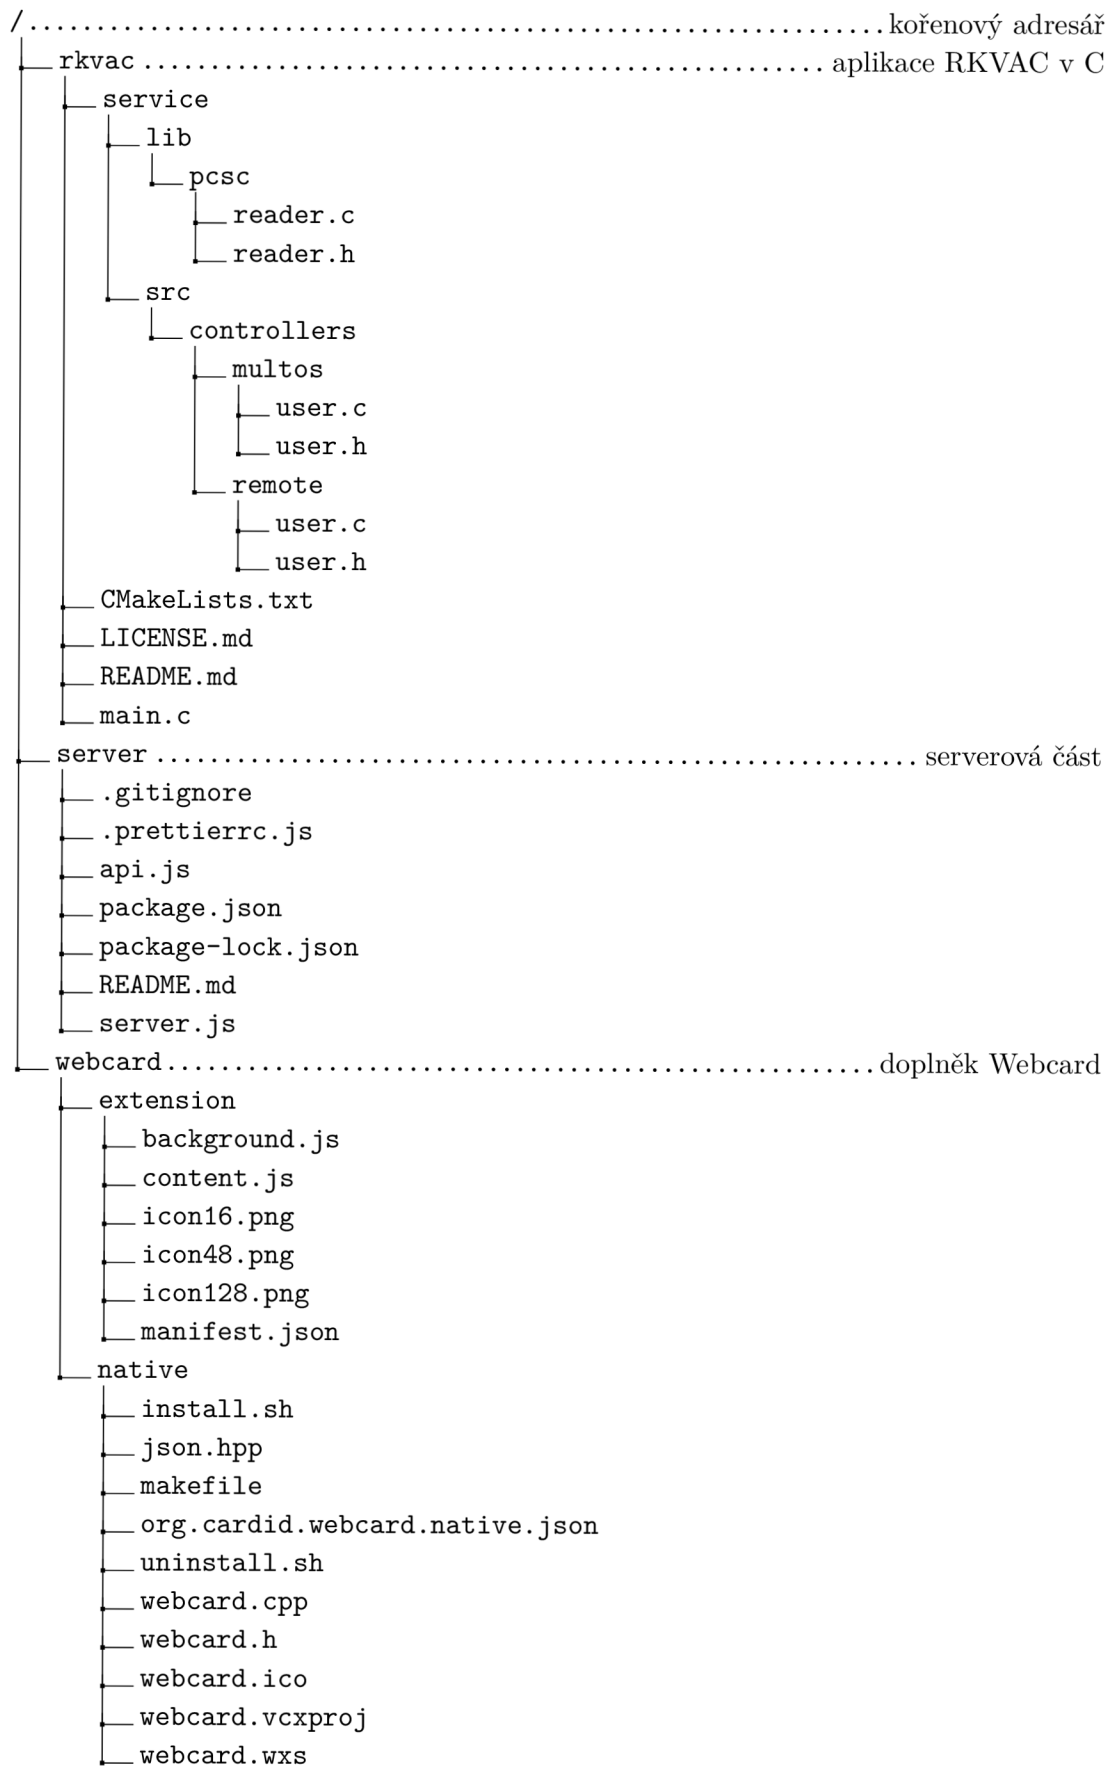 / kořenový adresář
rkvac aplikace RKVAC v C
service
lib
pcsc
reader.c
reader.h
src
controllers
multos
user.c
user.h
remote
user.c
user.h
CMakeLists.txt
LICENSE.md
README.md
main.c
server serverová část
.gitignore
.prettierrc.js
api.js
package.json
package-lock.json
README.md
server.js
webcard doplněk Webcard
extension
background.js
content.js
icon16.png
icon48.png
icon128.png
manifest.json
native
install.sh
json.hpp
makefile
org.cardid.webcard.native.json
uninstall.sh
webcard.cpp
webcard.h
webcard.ico
webcard.vcxproj
webcard.wxs